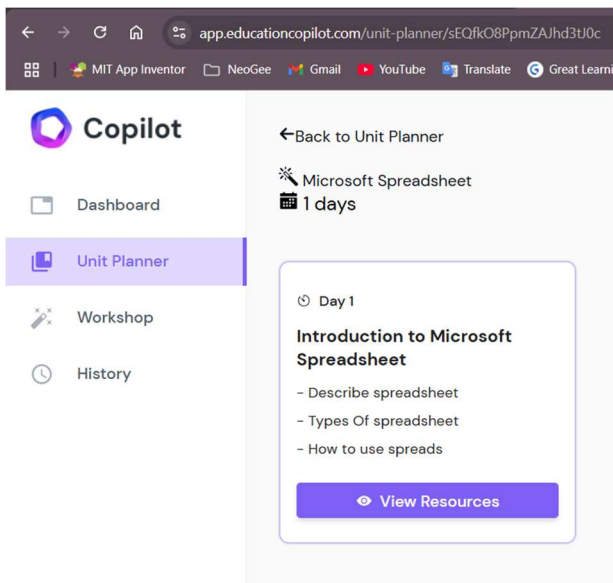 app.educationcopilot.com/unit-planner/sEQfkO8PpmZAJhd3tJ0c
MIT App Inventor NeoGee Gmail YouTube Translate Great Learni
Copilot
Dashboard
Unit Planner
Workshop
History
←Back to Unit Planner
Microsoft Spreadsheet
1 days
Day 1
Introduction to Microsoft
Spreadsheet
- Describe spreadsheet
- Types Of spreadsheet
- How to use spreads
View Resources